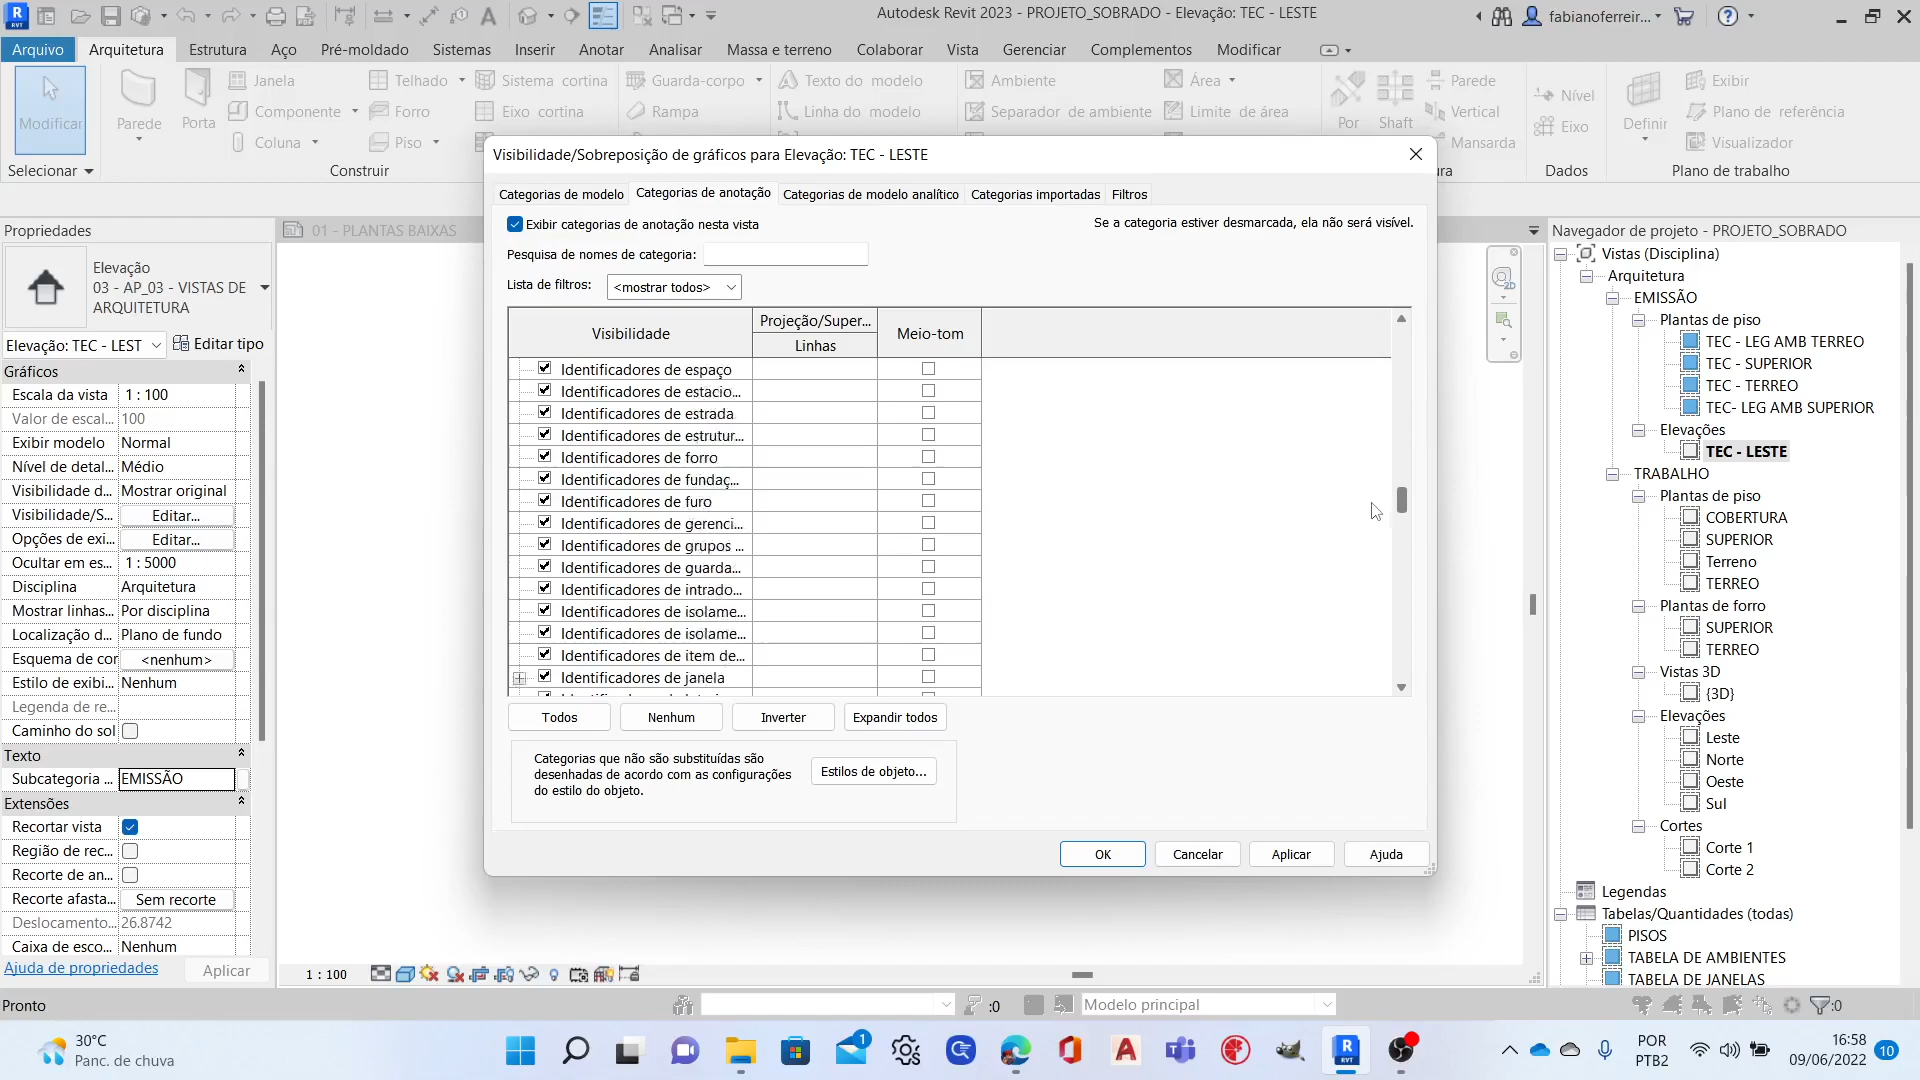 Autodesk Revit 2023 - PROJETO_SOBRADO - Elevação: TEC - LESTE
fabianoferreir...
Arquivo Arquitetura Estrutura Aço Pré-moldado Sistemas Inserir Anotar Analisar Massa e terreno Colaborar Vista Gerenciar Complementos Modificar
Modificar
Parede
Porta
Janela
Componente
Coluna
Telhado
Forro
Piso
Sistema cortina
Eixo cortina
Guarda-corpo
Rampa
Texto do modelo
Linha do modelo
Ambiente
Separador de ambiente
Área
Limite de área
Por
Shaft
Parede
Vertical
Mansarda
Nível
Eixo
Definir
Exibir
Plano de referência
Visualizador
Selecionar
Construir
Dados
Plano de trabalho
Propriedades
Elevação
03 - AP_03 - VISTAS DE
ARQUITETURA
Elevação: TEC - LEST
Editar tipo
Gráficos
Escala da vista 1 : 100
Valor de escal... 100
Exibir modelo Normal
Nível de detal... Médio
Visibilidade d... Mostrar original
Visibilidade/S... Editar...
Opções de exi... Editar...
Ocultar em es... 1 : 5000
Disciplina Arquitetura
Mostrar linhas... Por disciplina
Localização d... Plano de fundo
Esquema de cor <nenhum>
Estilo de exibi... Nenhum
Legenda de re...
Caminho do sol
Texto
Subcategoria ... EMISSÃO
Extensões
Recortar vista
Região de rec...
Recorte de an...
Recorte afasta... Sem recorte
Deslocamento... 26.8742
Caixa de esco... Nenhum
Ajuda de propriedades
Aplicar
01 - PLANTAS BAIXAS
Visibilidade/Sobreposição de gráficos para Elevação: TEC - LESTE
Categorias de modelo Categorias de anotação Categorias de modelo analítico Categorias importadas Filtros
Exibir categorias de anotação nesta vista
Se a categoria estiver desmarcada, ela não será visível.
Pesquisa de nomes de categoria:
Lista de filtros: <mostrar todos>
Visibilidade
Projeção/Super...
Linhas
Meio-tom
Identificadores de espaço
Identificadores de estacio...
Identificadores de estrada
Identificadores de estrutur...
Identificadores de forro
Identificadores de fundaç...
Identificadores de furo
Identificadores de gerenci...
Identificadores de grupos ...
Identificadores de guarda...
Identificadores de intrado...
Identificadores de isolame...
Identificadores de isolame...
Identificadores de item de...
Identificadores de janela
Todos
Nenhum
Inverter
Expandir todos
Categorias que não são substituídas são
desenhadas de acordo com as configurações
do estilo do objeto.
Estilos de objeto...
OK
Cancelar
Aplicar
Ajuda
Navegador de projeto - PROJETO_SOBRADO
Vistas (Disciplina)
Arquitetura
EMISSÃO
Plantas de piso
TEC - LEG AMB TERREO
TEC - SUPERIOR
TEC - TERREO
TEC- LEG AMB SUPERIOR
Elevações
TEC - LESTE
TRABALHO
Plantas de piso
COBERTURA
SUPERIOR
Terreno
TERREO
Plantas de forro
SUPERIOR
TERREO
Vistas 3D
{3D}
Elevações
Leste
Norte
Oeste
Sul
Cortes
Corte 1
Corte 2
Legendas
Tabelas/Quantidades (todas)
PISOS
TABELA DE AMBIENTES
TABELA DE JANELAS
1 : 100
Pronto
:0
Modelo principal
:0
30°C
Panc. de chuva
1
POR
PTB2
16:58
09/06/2022
10